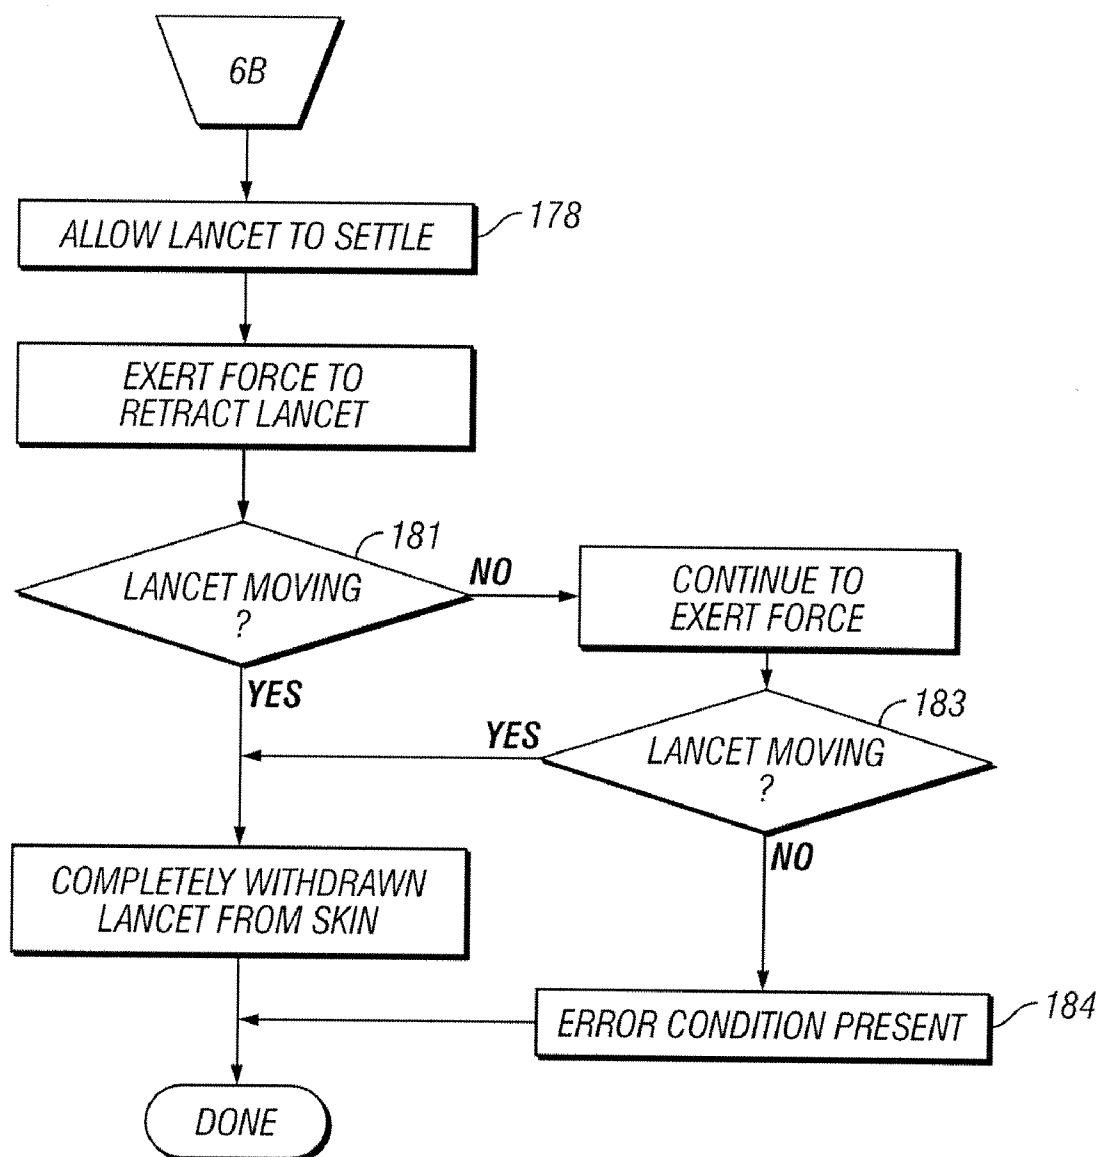 6B
ALLOW LANCET TO SETTLE
178
EXERT FORCE TO
RETRACT LANCET
181
LANCET MOVING
?
NO
CONTINUE TO
EXERT FORCE
YES
183
YES
LANCET MOVING
?
NO
COMPLETELY WITHDRAWN
LANCET FROM SKIN
ERROR CONDITION PRESENT
184
DONE